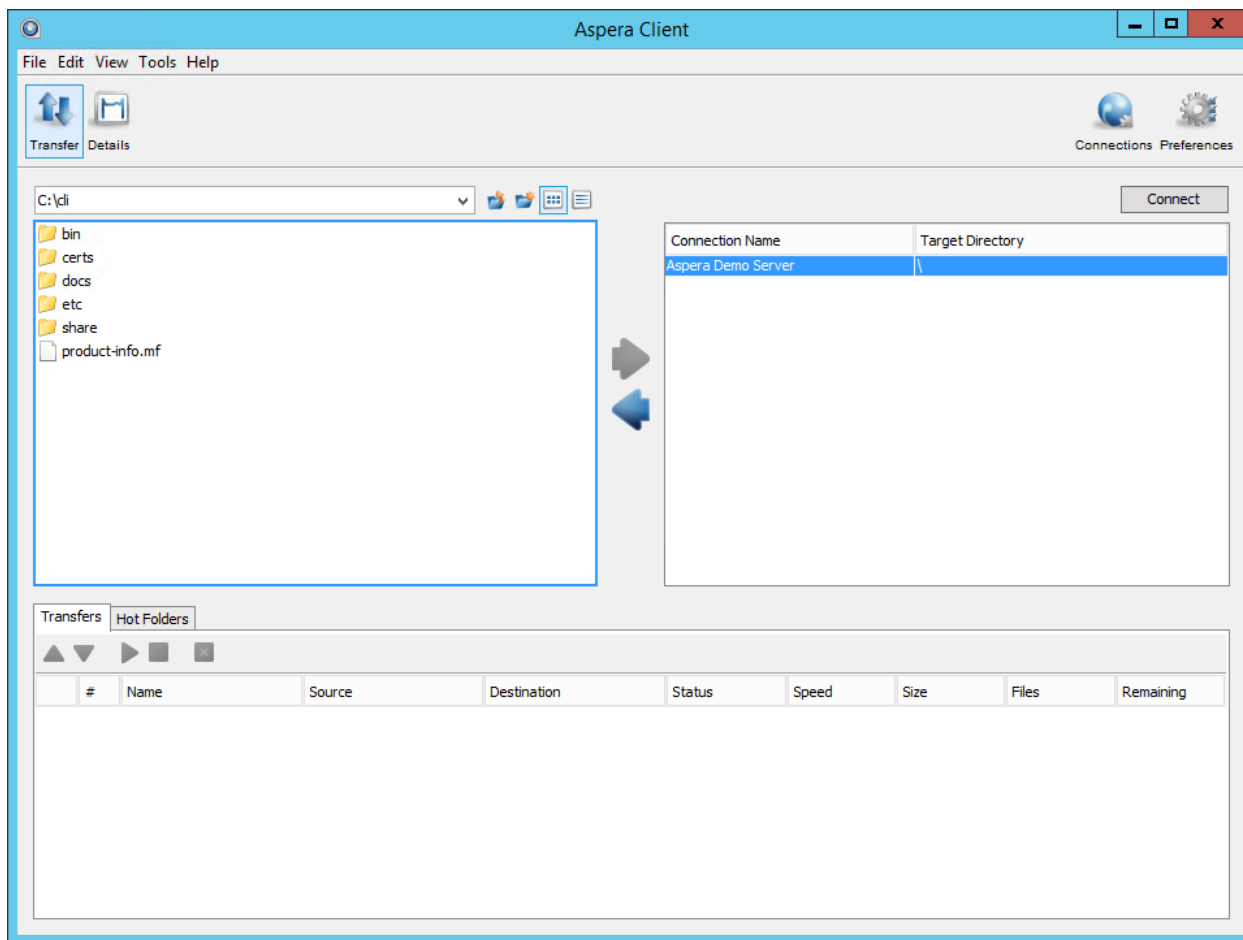 Aspera Client
File Edit View Tools Help
Transfer Details
Connections Preferences
C:\cli
Connect
bin
certs
docs
etc
share
product-info.mf
Connection Name Target Directory
Aspera Demo Server \
Transfers Hot Folders
# Name Source Destination Status Speed Size Files Remaining